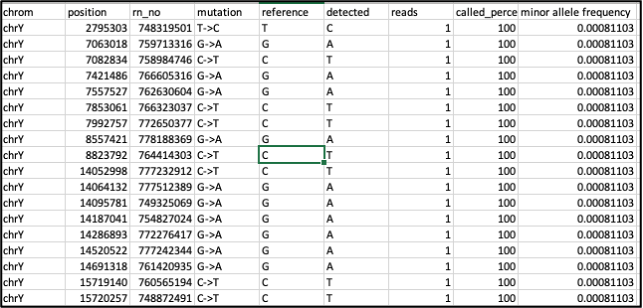 chrom position rn_no mutation reference detected reads called_perce minor allele frequency
chrY 2795303 748319501 T->C T C 1 100 0.00081103
chrY 7063018 759713316 G->A G A 1 100 0.00081103
chrY 7082834 758984746 C->T C T 1 100 0.00081103
chrY 7421486 766605316 G->A G A 1 100 0.00081103
chrY 7557527 762630604 G->A G A 1 100 0.00081103
chrY 7853061 766323037 C->T C T 1 100 0.00081103
chrY 7992757 772650377 C->T C T 1 100 0.00081103
chrY 8557421 778188369 G->A G A 1 100 0.00081103
chrY 8823792 764414303 C->T C T 1 100 0.00081103
chrY 14052998 777232912 C->T C T 1 100 0.00081103
chrY 14064132 777512389 G->A G A 1 100 0.00081103
chrY 14095781 749325069 G->A G A 1 100 0.00081103
chrY 14187041 754827024 G->A G A 1 100 0.00081103
chrY 14286893 772276417 G->A G A 1 100 0.00081103
chrY 14520522 777242344 G->A G A 1 100 0.00081103
chrY 14691318 761420935 G->A G A 1 100 0.00081103
chrY 15719140 760565194 C->T C T 1 100 0.00081103
chrY 15720257 748872491 C->T C T 1 100 0.00081103